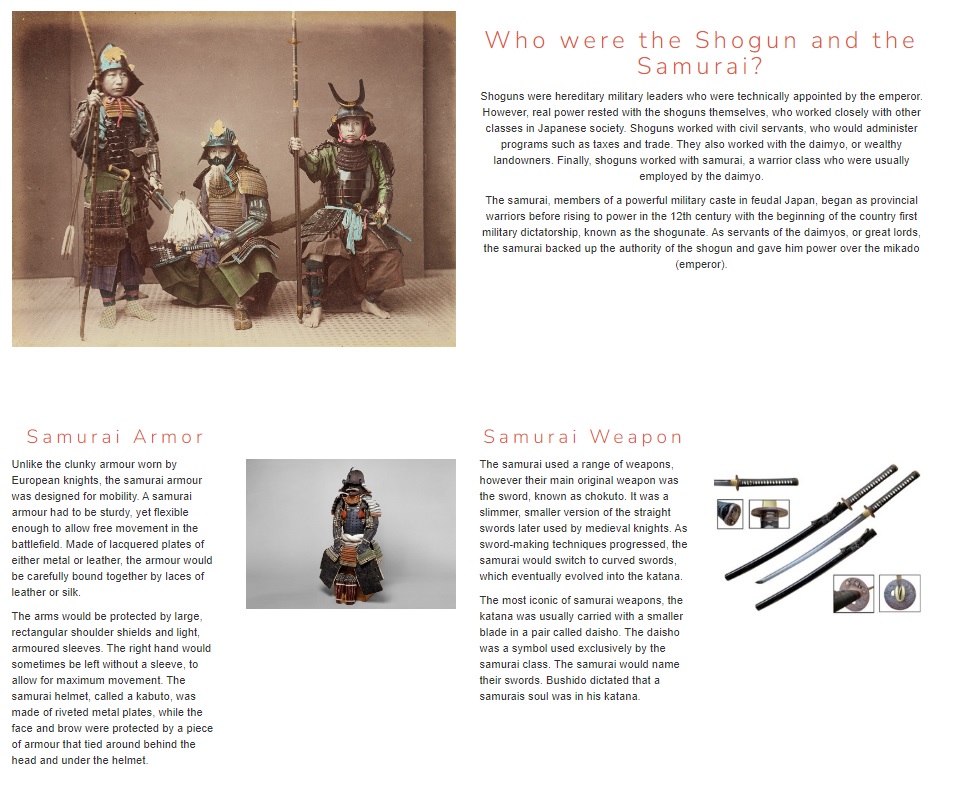 Who were the Shogun and the
Samurai?
Shoguns were hereditary military leaders who were technically appointed by the emperor.
However, real power rested with the shoguns themselves, who worked closely with other
classes in Japanese society. Shoguns worked with civil servants, who would administer
programs such as taxes and trade. They also worked with the daimyo, or wealthy
landowners. Finally, shoguns worked with samurai, a warrior class who were usually
employed by the daimyo.
The samurai, members of a powerful military caste in feudal Japan, began as provincial
warriors before rising to power in the 12th century with the beginning of the country first
military dictatorship, known as the shogunate. As servants of the daimyos, or great lords,
the samurai backed up the authority of the shogun and gave him power over the mikado
(emperor).
Samurai Armor
Unlike the clunky armour worn by
European knights, the samurai armour
was designed for mobility. A samurai
armour had to be sturdy, yet flexible
enough to allow free movement in the
battlefield. Made of lacquered plates of
either metal or leather, the armour would
be carefully bound together by laces of
leather or silk.
The arms would be protected by large,
rectangular shoulder shields and light,
armoured sleeves. The right hand would
sometimes be left without a sleeve, to
allow for maximum movement. The
samurai helmet, called a kabuto, was
made of riveted metal plates, while the
face and brow were protected by a piece
of armour that tied around behind the
head and under the helmet.
Samurai Weapon
The samurai used a range of weapons,
however their main original weapon was
the sword, known as chokuto. It was a
slimmer, smaller version of the straight
swords later used by medieval knights. As
sword-making techniques progressed, the
samurai would switch to curved swords,
which eventually evolved into the katana.
The most iconic of samurai weapons, the
katana was usually carried with a smaller
blade in a pair called daisho. The daisho
was a symbol used exclusively by the
samurai class. The samurai would name
their swords. Bushido dictated that a
samurais soul was in his katana.